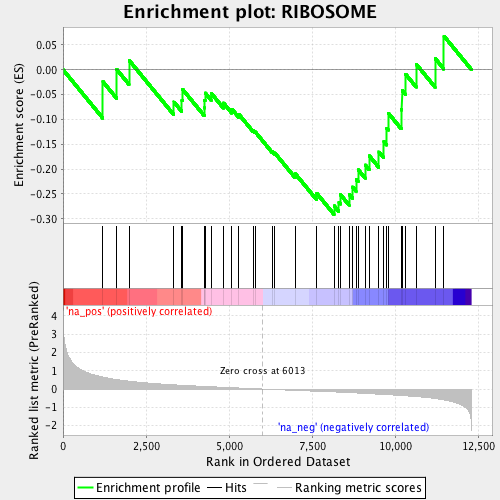 Enrichment plot: RIBOSOME
Enrichment score (ES)
0.05
0.00
-0.05
-0.10
-0.15
-0.20
-0.25
-0.30
'na_pos' (positively correlated)
Ranked list metric (PreRanked)
4
3
2
1
0
-1
-2
Zero cross at 6013
'na_neg' (negatively correlated)
0
2,500
5,000
7,500
10,000
12,500
Rank in Ordered Dataset
Enrichment profile
Hits
Ranking metric scores